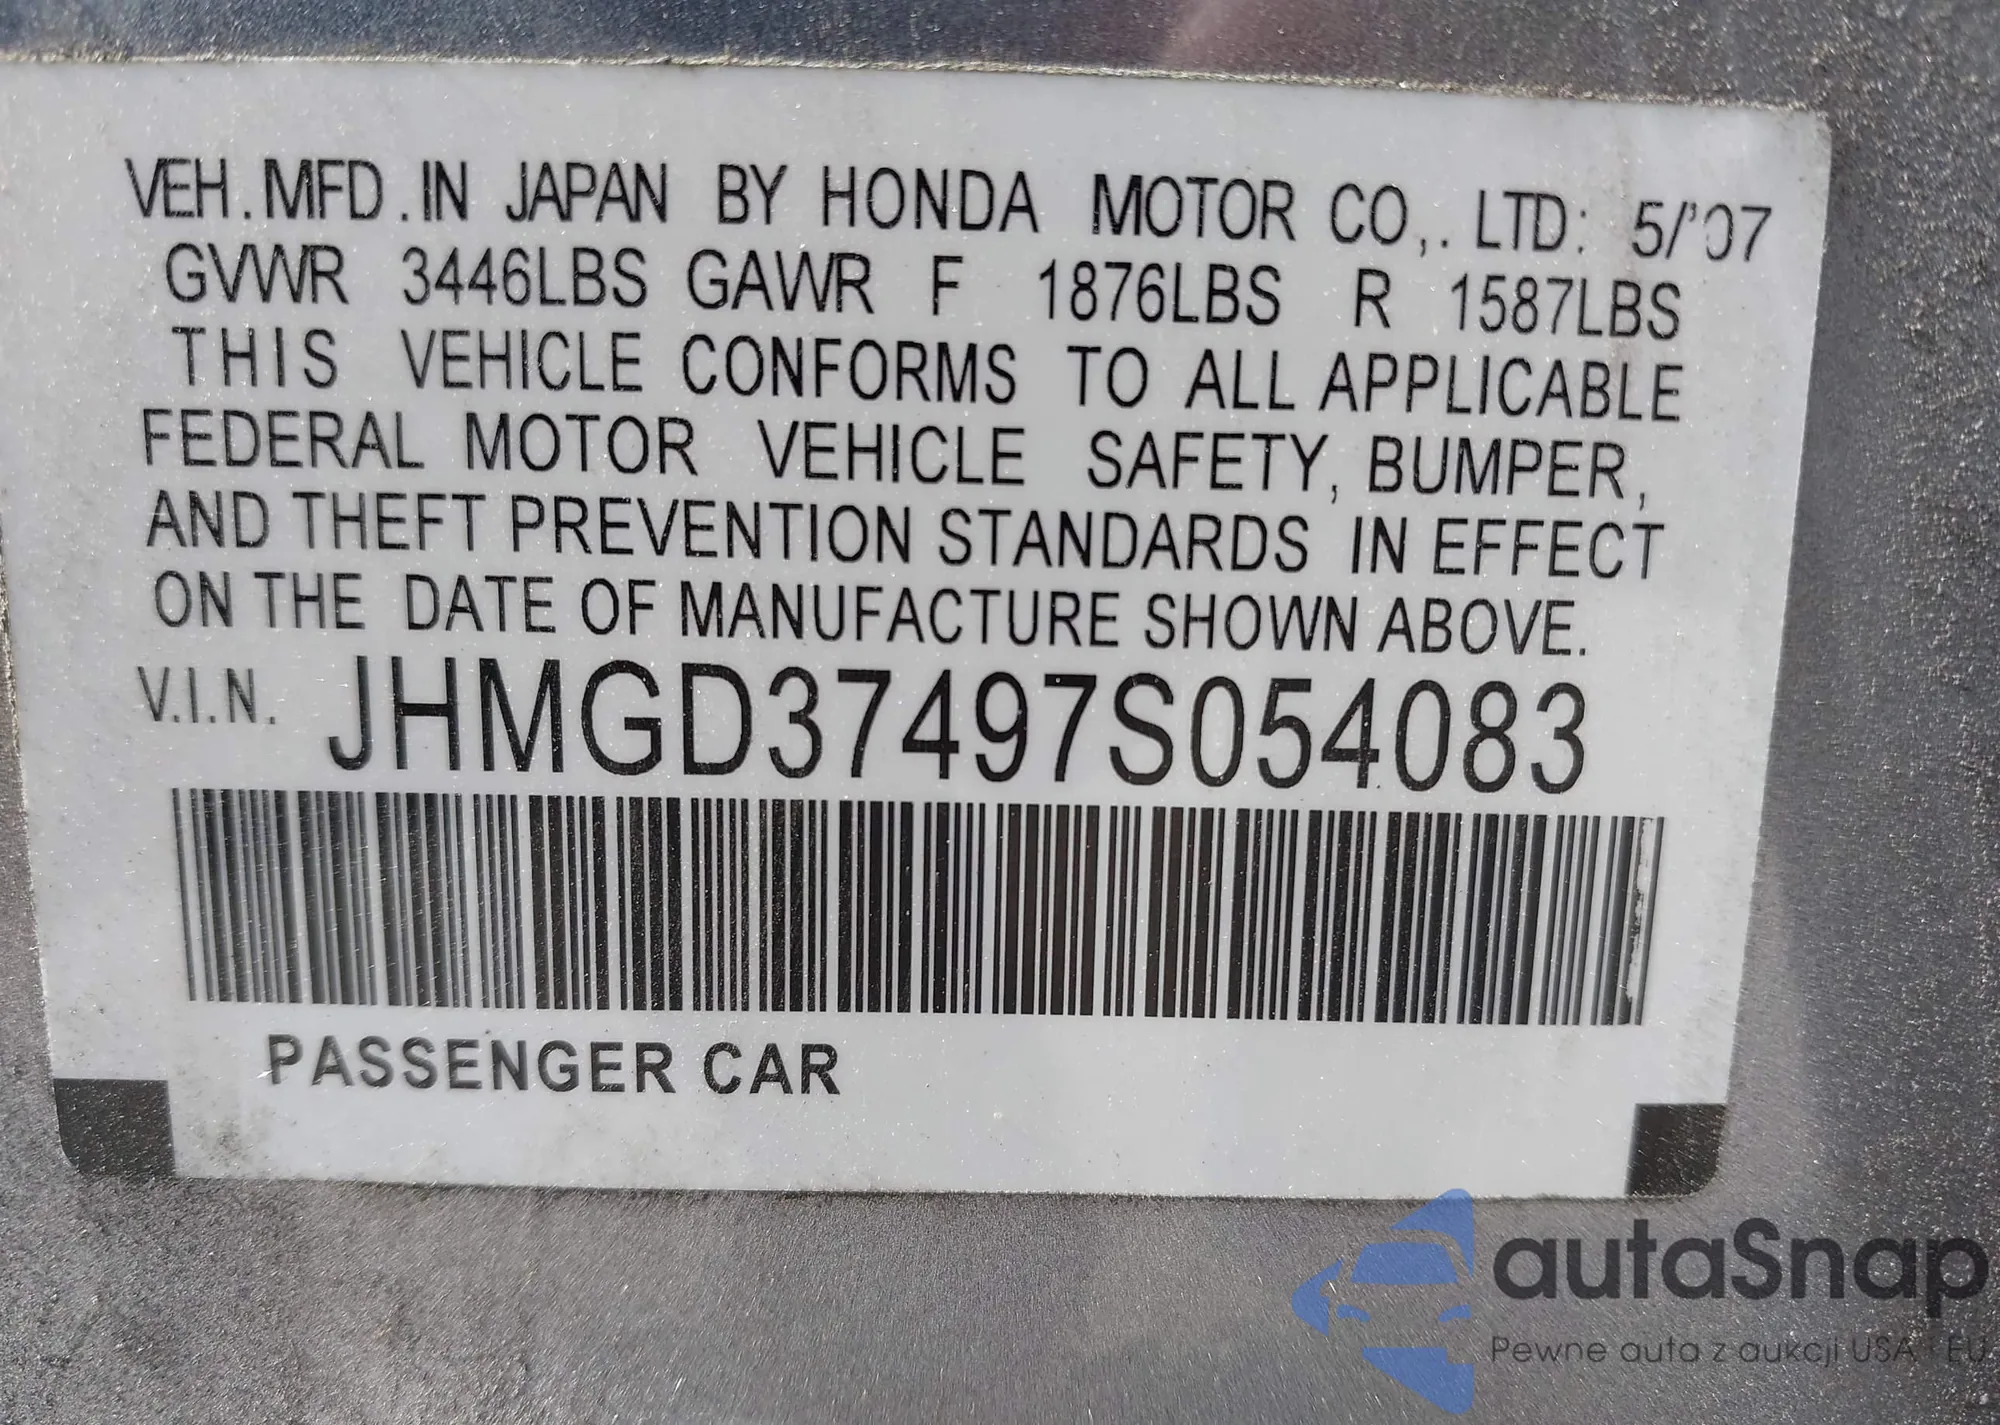 VEH.MFD.IN JAPAN BY HONDA MOTOR CO,. LTD: 5/'07
GVWR 3446LBS GAWR F 1876LBS R 1587LBS
THIS VEHICLE CONFORMS TO ALL APPLICABLE
FEDERAL MOTOR VEHICLE SAFETY, BUMPER,
AND THEFT PREVENTION STANDARDS IN EFFECT
ON THE DATE OF MANUFACTURE SHOWN ABOVE.
V.I.N. JHMGD37497S054083
PASSENGER CAR
autaSnap
Pewne auta z aukcji USA i EU